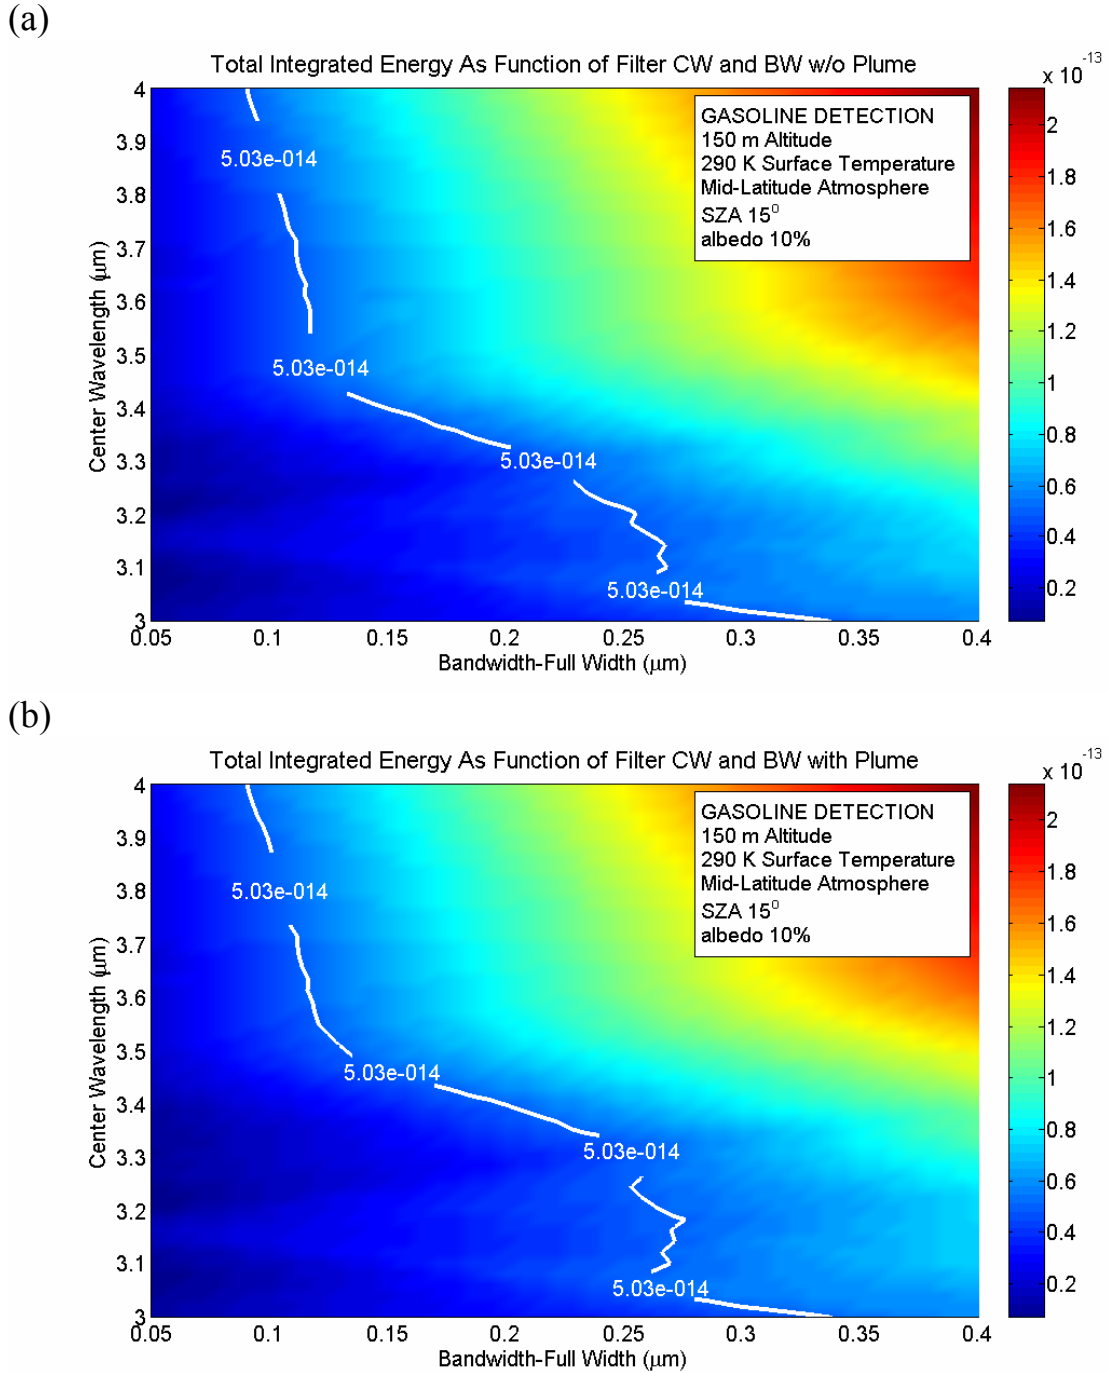 (a)
Total Integrated Energy As Function of Filter CW and BW w/o Plume
x 10^-13
GASOLINE DETECTION
150 m Altitude
290 K Surface Temperature
Mid-Latitude Atmosphere
SZA 15^0
albedo 10%
Center Wavelength (μm)
4
3.9
3.8
3.7
3.6
3.5
3.4
3.3
3.2
3.1
3
5.03e-014
5.03e-014
5.03e-014
5.03e-014
0.05
0.1
0.15
0.2
0.25
0.3
0.35
0.4
Bandwidth-Full Width (μm)
2
1.8
1.6
1.4
1.2
1
0.8
0.6
0.4
0.2
(b)
Total Integrated Energy As Function of Filter CW and BW with Plume
x 10^-13
GASOLINE DETECTION
150 m Altitude
290 K Surface Temperature
Mid-Latitude Atmosphere
SZA 15^0
albedo 10%
Center Wavelength (μm)
4
3.9
3.8
3.7
3.6
3.5
3.4
3.3
3.2
3.1
3
5.03e-014
5.03e-014
5.03e-014
5.03e-014
0.05
0.1
0.15
0.2
0.25
0.3
0.35
0.4
Bandwidth-Full Width (μm)
2
1.8
1.6
1.4
1.2
1
0.8
0.6
0.4
0.2